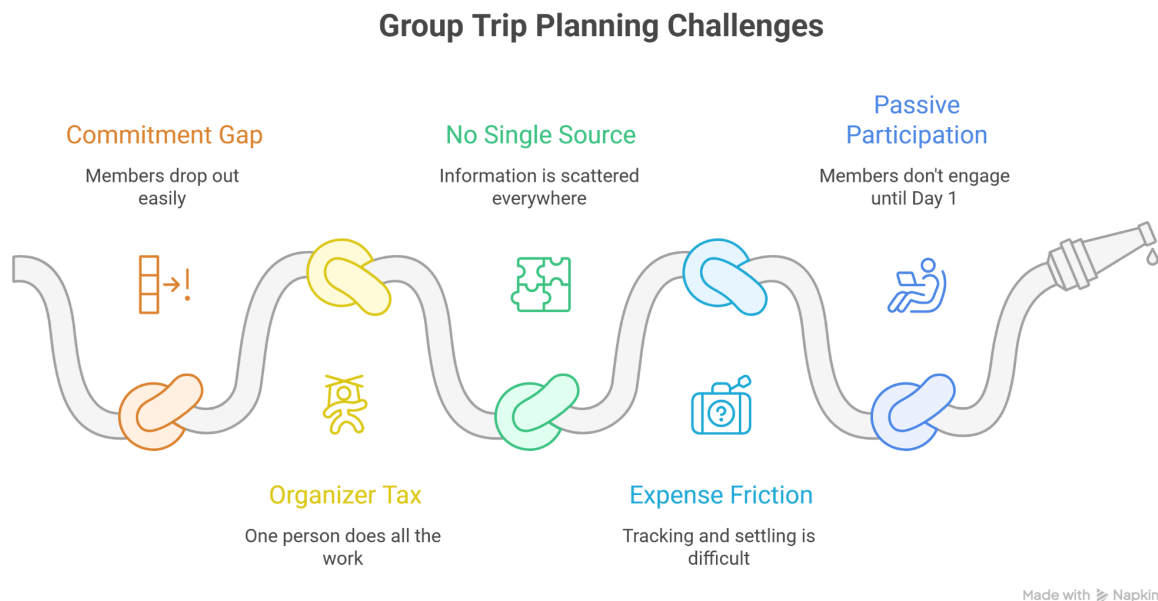 Group Trip Planning Challenges
Commitment Gap
Members drop out
easily
Organizer Tax
One person does all the
work
No Single Source
Information is scattered
everywhere
Expense Friction
Tracking and settling is
difficult
Passive
Participation
Members don't engage
until Day 1
?
Made with Napkin